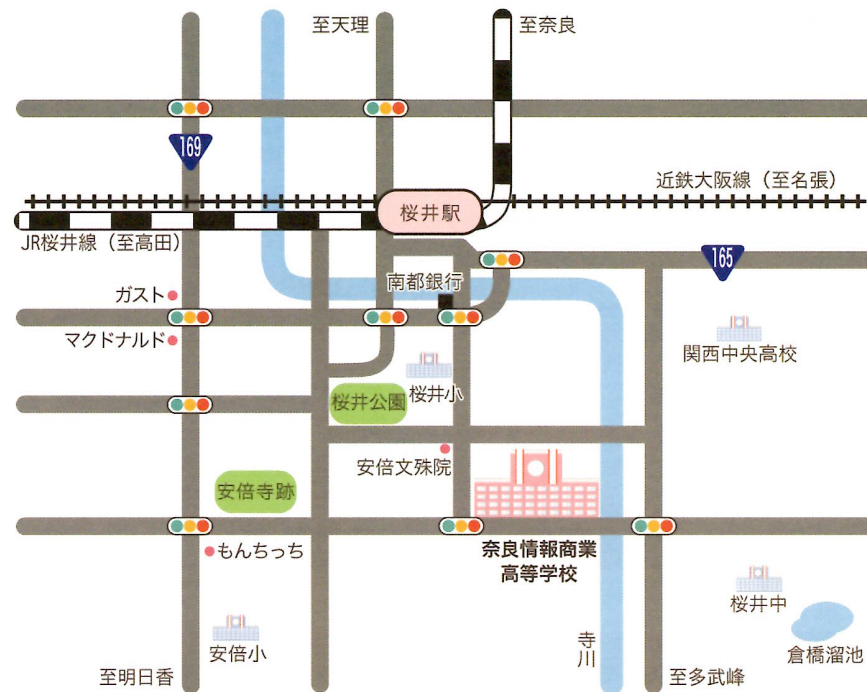 至天理
至奈良
169
近鉄大阪線（至名張）
桜井駅
JR桜井線（至高田）
165
南都銀行
ガスト
マクドナルド
関西中央高校
桜井小
桜井公園
安倍文殊院
安倍寺跡
もんちっち
奈良情報商業
高等学校
桜井中
安倍小
寺川
倉橋溜池
至明日香
至多武峰